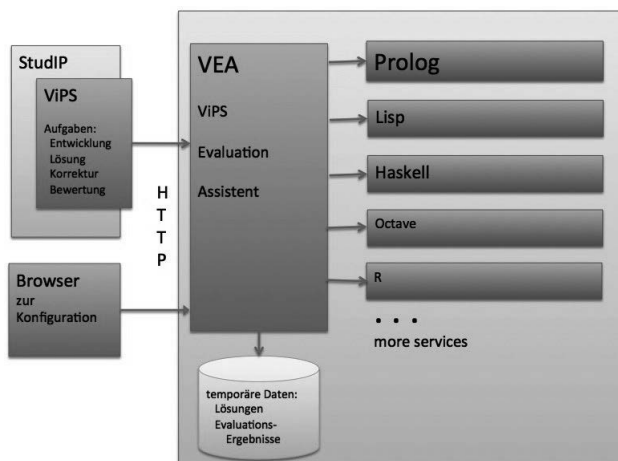 StudIP
ViPS
Aufgaben:
Entwicklung
Lösung
Korrektur
Bewertung
HTTP
Browser
zur
Konfiguration
VEA
ViPS
Evaluation
Assistent
temporäre Daten:
Lösungen
Evaluations-
Ergebnisse
Prolog
Lisp
Haskell
Octave
R
. . .
more services